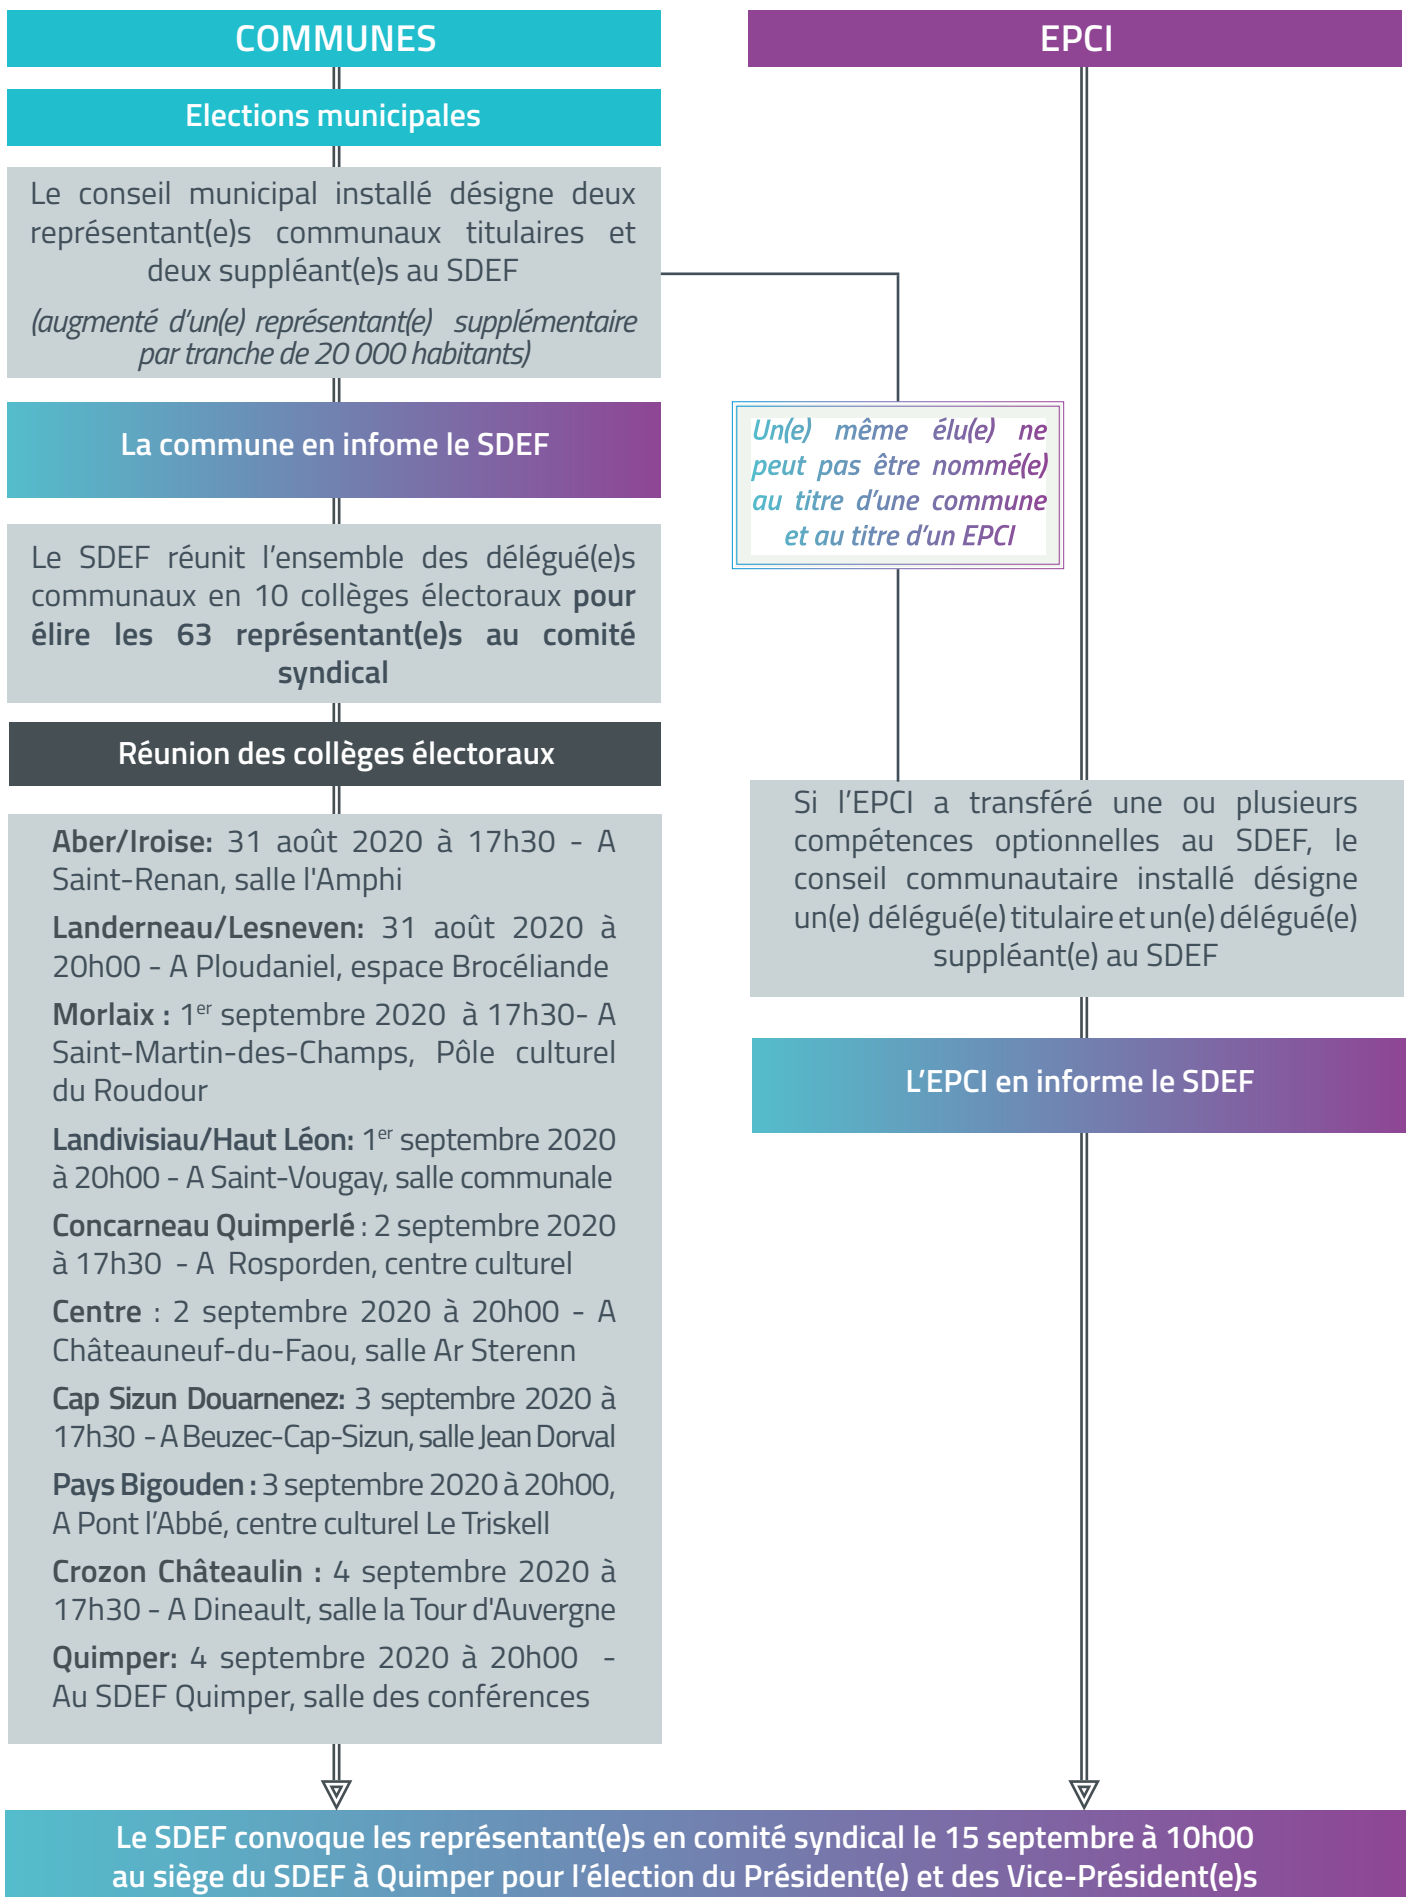 COMMUNES
Elections municipales
Le conseil municipal installé désigne deux
représentant(e)s communaux titulaires et
deux suppléant(e)s au SDEF
(augmenté d'un(e) représentant(e) supplémentaire
par tranche de 20 000 habitants)
La commune en infome le SDEF
Le SDEF réunit l'ensemble des délégué(e)s
communaux en 10 collèges électoraux pour
élire les 63 représentant(e)s au comité
syndical
Réunion des collèges électoraux
Aber/Iroise: 31 août 2020 à 17h30 - A
Saint-Renan, salle l'Amphi
Landerneau/Lesneven: 31 août 2020 à
20h00 - A Ploudaniel, espace Brocéliande
Morlaix : 1er septembre 2020 à 17h30- A
Saint-Martin-des-Champs, Pôle culturel
du Roudour
Landivisiau/Haut Léon: 1er septembre 2020
à 20h00 - A Saint-Vougay, salle communale
Concarneau Quimperlé : 2 septembre 2020
à 17h30 - A Rosporden, centre culturel
Centre : 2 septembre 2020 à 20h00 - A
Châteauneuf-du-Faou, salle Ar Sterenn
Cap Sizun Douarnenez: 3 septembre 2020 à
17h30 - A Beuzec-Cap-Sizun, salle Jean Dorval
Pays Bigouden : 3 septembre 2020 à 20h00,
A Pont l'Abbé, centre culturel Le Triskell
Crozon Châteaulin : 4 septembre 2020 à
17h30 - A Dineault, salle la Tour d'Auvergne
Quimper: 4 septembre 2020 à 20h00 -
Au SDEF Quimper, salle des conférences
EPCI
Un(e) même élu(e) ne
peut pas être nommé(e)
au titre d'une commune
et au titre d'un EPCI
Si l'EPCI a transféré une ou plusieurs
compétences optionnelles au SDEF, le
conseil communautaire installé désigne
un(e) délégué(e) titulaire et un(e) délégué(e)
suppléant(e) au SDEF
L'EPCI en informe le SDEF
Le SDEF convoque les représentant(e)s en comité syndical le 15 septembre à 10h00
au siège du SDEF à Quimper pour l'élection du Président(e) et des Vice-Président(e)s